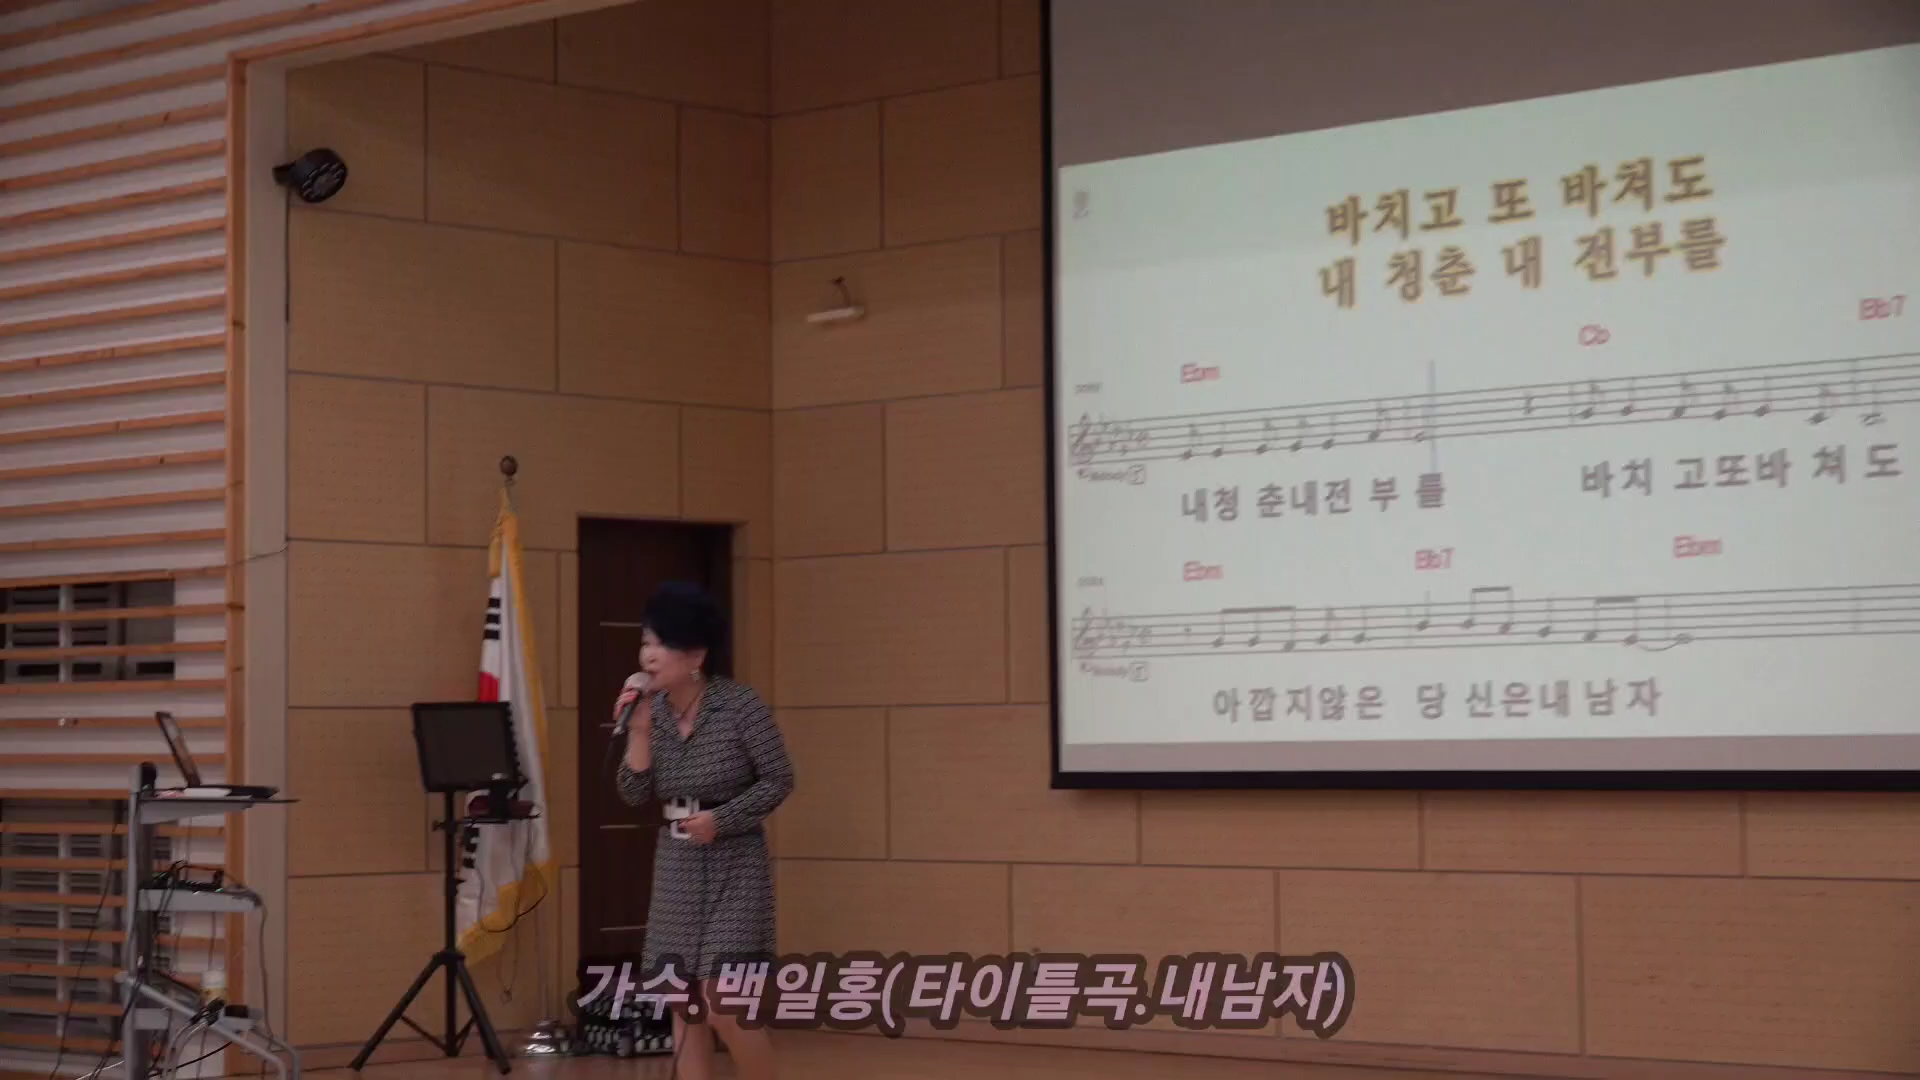 바치고 또 바쳐도
내 청춘 내 전부를
Ebm Cb Bb7
내청 춘내전 부 를 바치 고또바 쳐 도
Ebm Bb7 Ebm
아깝지않은 당 신은내남자
가수.백일홍(타이틀곡.내남자)